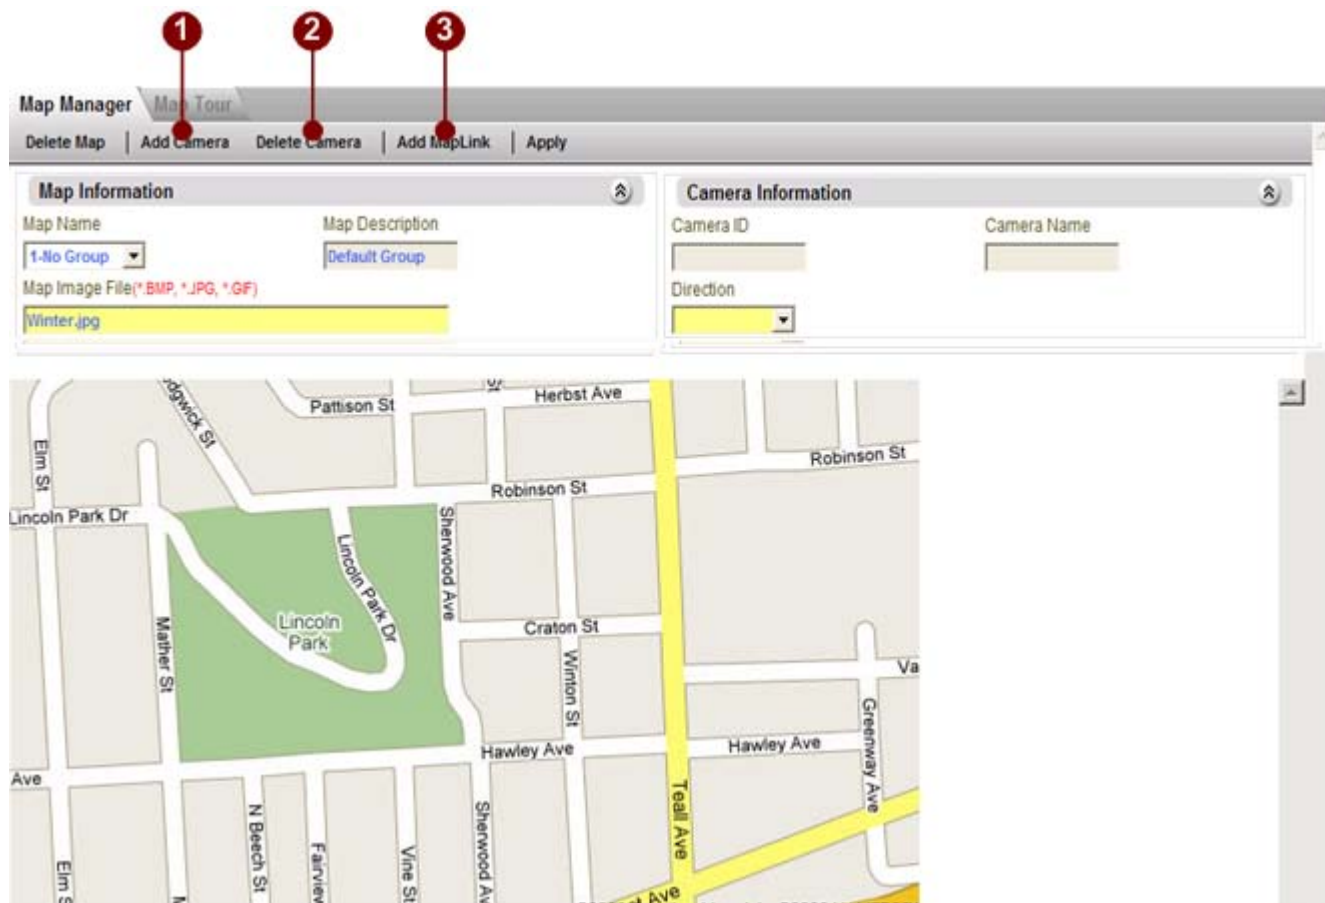 1 2 3
Map Manager Map Tour
Delete Map Add Camera Delete Camera Add MapLink Apply
Map Information
Camera Information
Map Name Map Description
Camera ID Camera Name
1-No Group Default Group
Map Image File(*.BMP, *.JPG, *.GIF)
Direction
Winter.jpg
St
Herbst Ave
Pattison St
Elm St
Robinson St
Robinson St
Lincoln Park Dr
Sherwood Ave
Lincoln Park Dr
Lincoln
Park
Mather St
Craton St
Winton St
Va
Greenway Ave
Hawley Ave
Hawley Ave
Ave
Teall Ave
N Beech St
Fairview
Vine St
Sherwood Av
Elm S
Ave